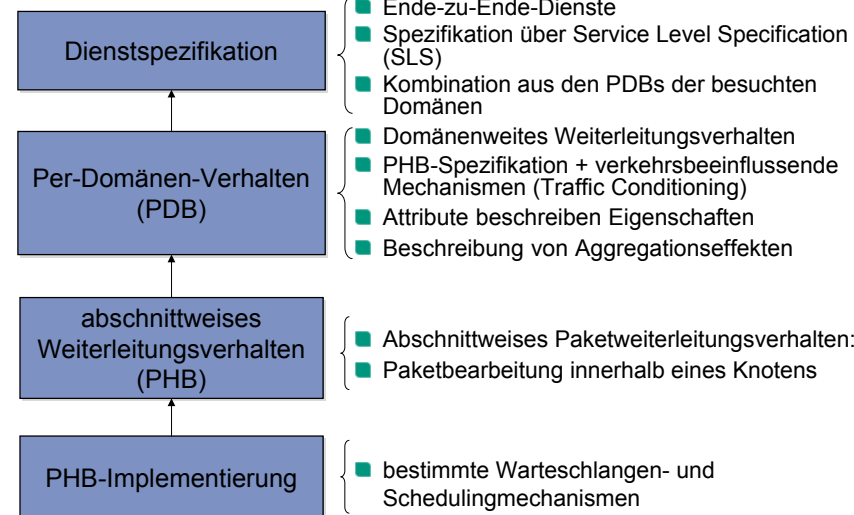 Dienstspezifikation
Ende-zu-Ende-Dienste
Spezifikation über Service Level Specification
(SLS)
Kombination aus den PDBs der besuchten
Domänen
Per-Domänen-Verhalten
(PDB)
Domänenweites Weiterleitungsverhalten
PHB-Spezifikation + verkehrsbeeinflussende
Mechanismen (Traffic Conditioning)
Attribute beschreiben Eigenschaften
Beschreibung von Aggregationseffekten
abschnittweises
Weiterleitungsverhalten
(PHB)
Abschnittweises Paketweiterleitungsverhalten:
Paketbearbeitung innerhalb eines Knotens
PHB-Implementierung
bestimmte Warteschlangen- und
Schedulingmechanismen